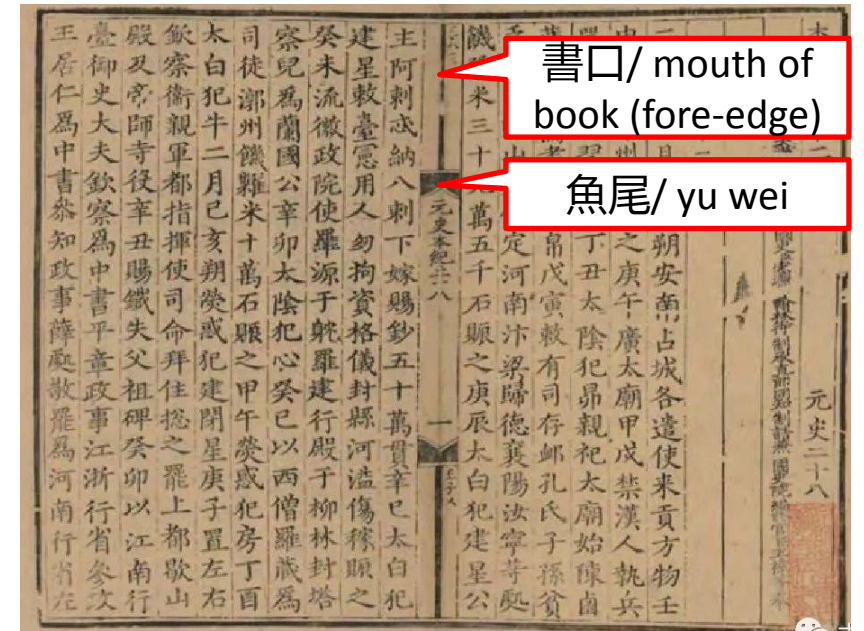 書口/ mouth of
book (fore-edge)
魚尾/ yu wei
元史二十八
朔安南占城各遣使來貢方物壬
之庚午廣太廟甲戌禁漢人執兵
丁丑太陰犯昴親祀太廟始陳鹵
帛戊寅敕有司存卹孔氏子孫貧
定河南汴梁歸德襄陽汝寧等處
饑 米三十 萬五千石賑之庚辰太白犯建星公
元史本紀二十八 一
主阿剌忒納八剌下嫁賜鈔五十萬貫辛巳太白犯
建星敕臺憲用人勿拘資格儀封縣河溢傷稼賑之
癸未流徽政院使羅源于躭羅建行殿于柳林封塔
察兒爲蘭國公辛卯太陰犯心癸巳以西僧羅藏爲
司徒漷州饑糶米十萬石賑之甲午熒惑犯房丁酉
太白犯牛二月己亥朔熒惑犯建閉星庚子置左右
欽察衛親軍都指揮使司命拜住總之罷上都歇山
殿及帝師寺役辛丑賜鐵失父祖碑癸卯以江南行
臺御史大夫欽察爲中書平章政事江浙行省參政
王居仁爲中書叅知政事薛處敬罷爲河南行省左